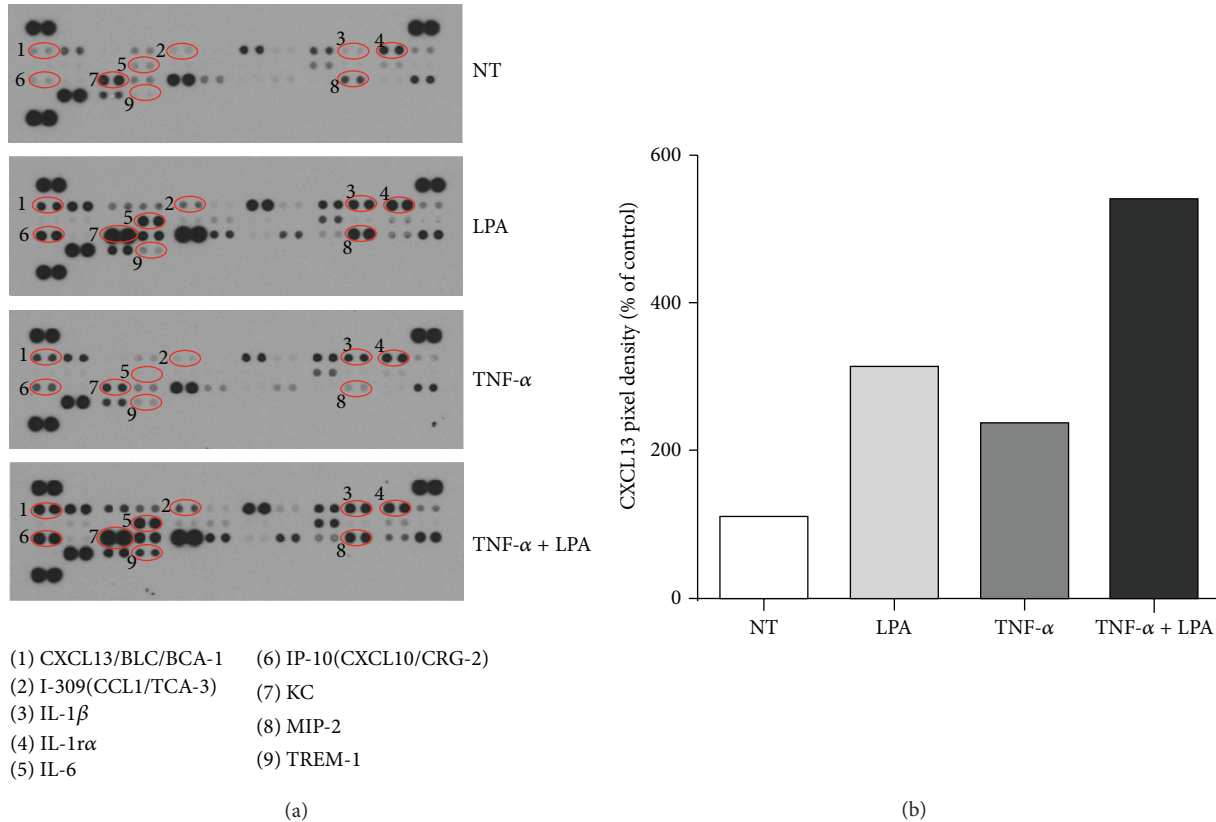 1
2
3
4
5
6
7
8
9
NT
1
2
3
4
5
6
7
8
9
LPA
1
2
3
4
5
6
7
8
9
TNF-α
1
2
3
4
5
6
7
8
9
TNF-α + LPA
(1) CXCL13/BLC/BCA-1
(2) I-309(CCL1/TCA-3)
(3) IL-1β
(4) IL-1rα
(5) IL-6
(6) IP-10(CXCL10/CRG-2)
(7) KC
(8) MIP-2
(9) TREM-1
(a)
CXCL13 pixel density (% of control)
600
400
200
0
NT
LPA
TNF-α
TNF-α + LPA
(b)